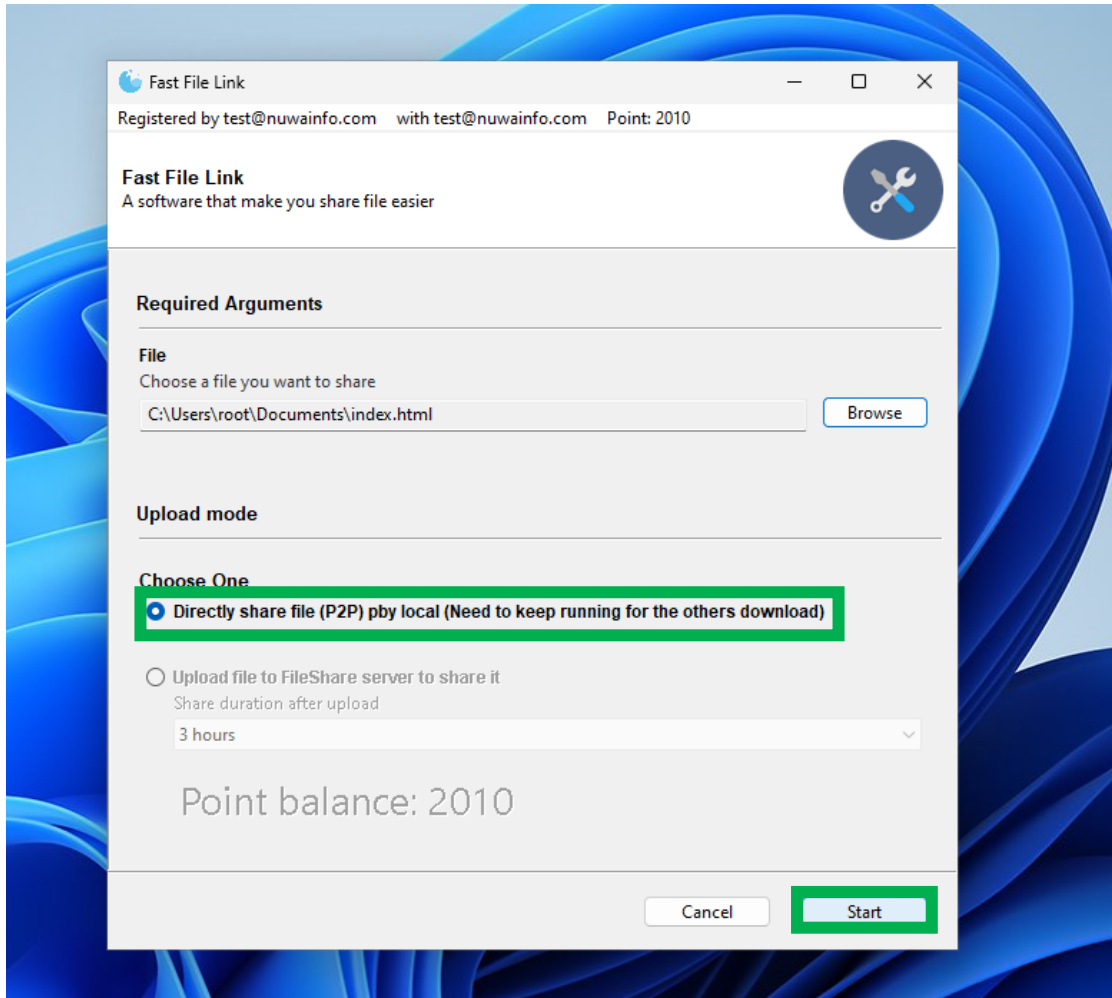 Fast File Link
Registered by test@nuwainfo.com with test@nuwainfo.com Point: 2010
Fast File Link
A software that make you share file easier
Required Arguments
File
Choose a file you want to share
C:\Users\root\Documents\index.html
Browse
Upload mode
Choose One
Directly share file (P2P) pby local (Need to keep running for the others download)
Upload file to FileShare server to share it
Share duration after upload
3 hours
Point balance: 2010
Cancel
Start